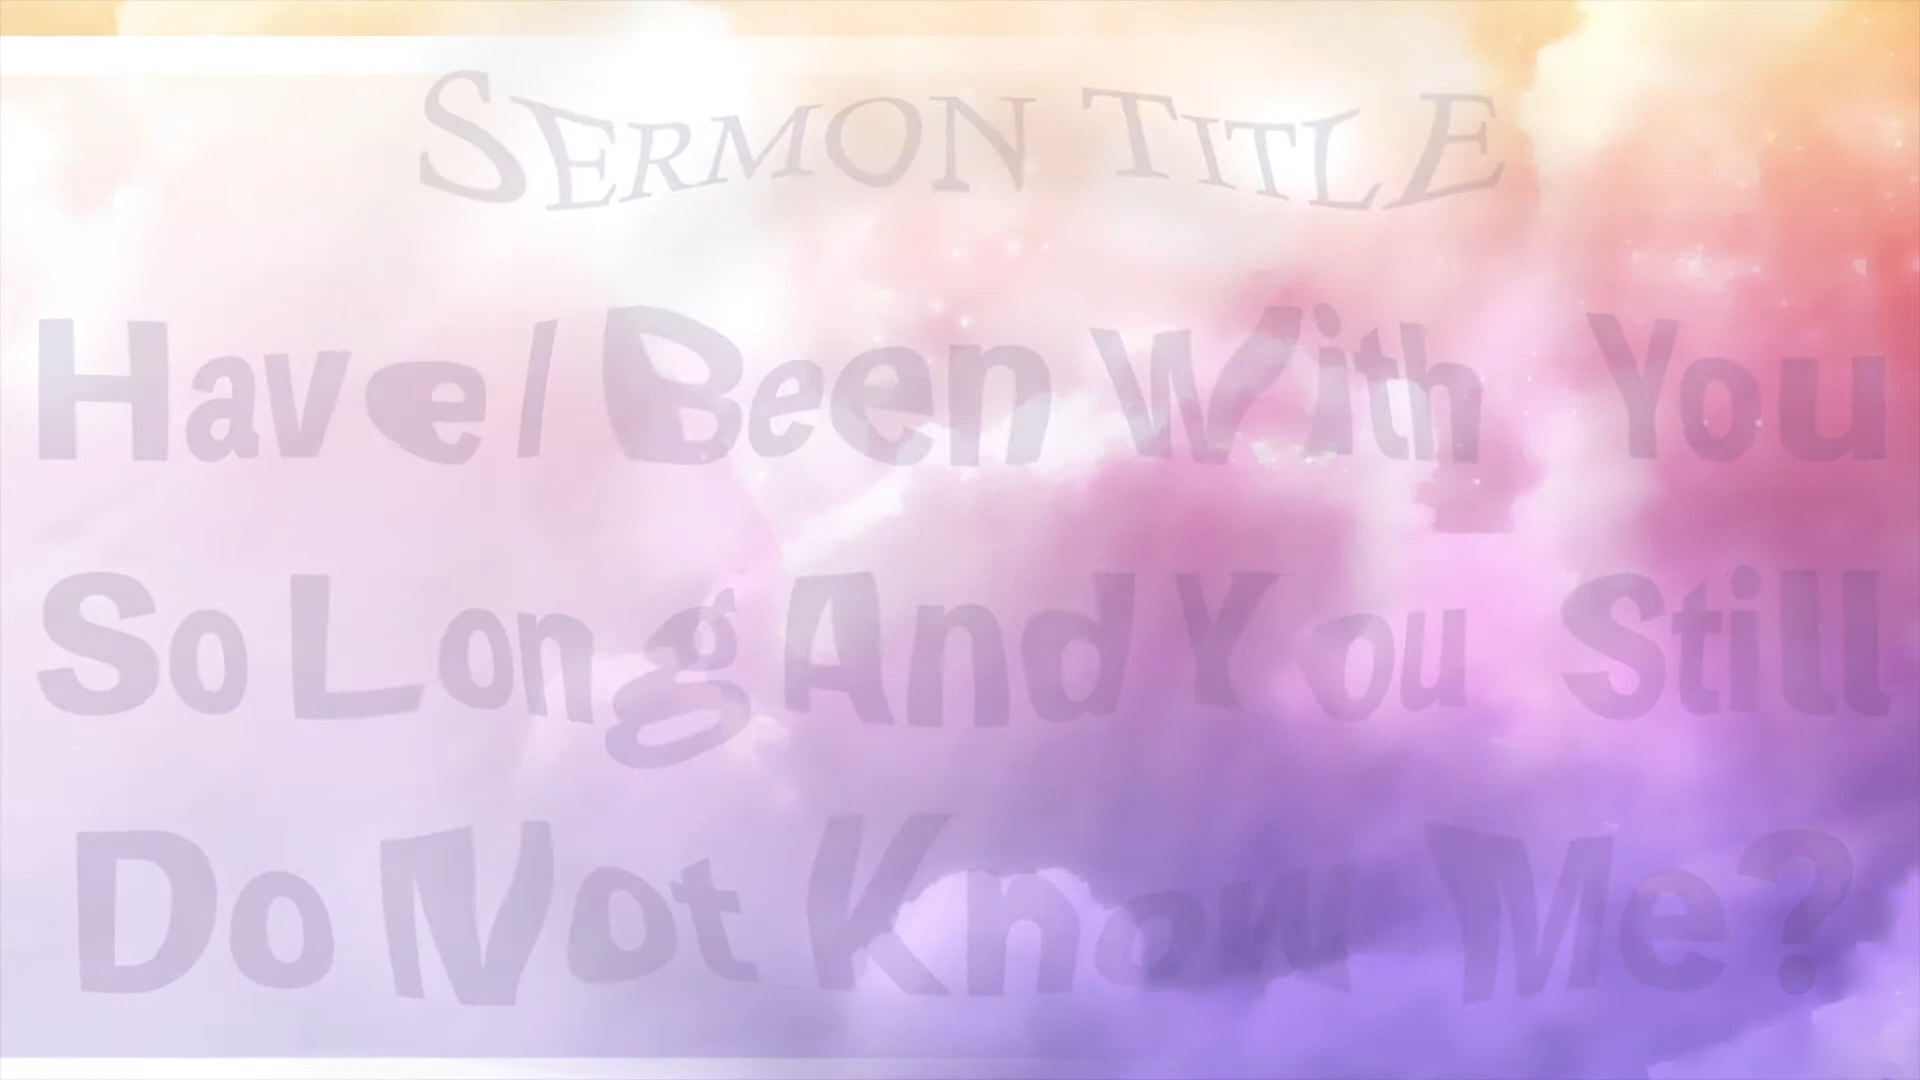 SERMON TITLE
Have I Been With You
So Long And You Still
Do Not Know Me?